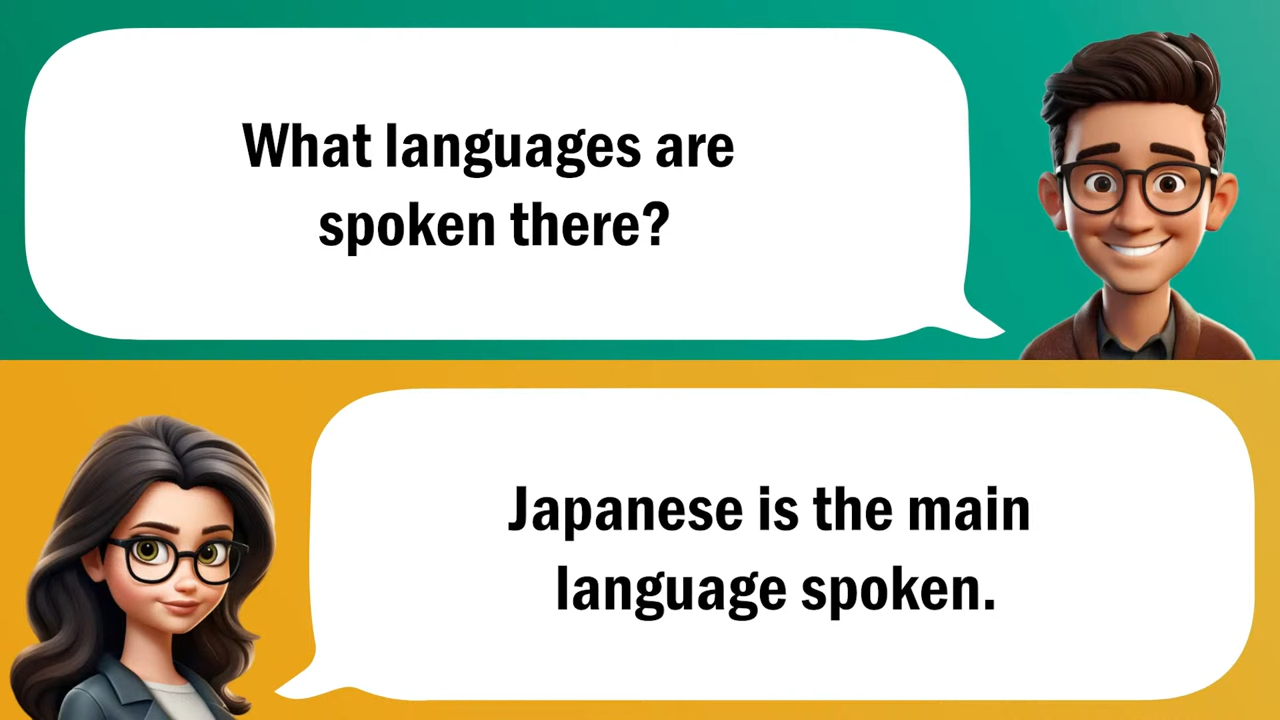 What languages are
spoken there?
Japanese is the main
language spoken.